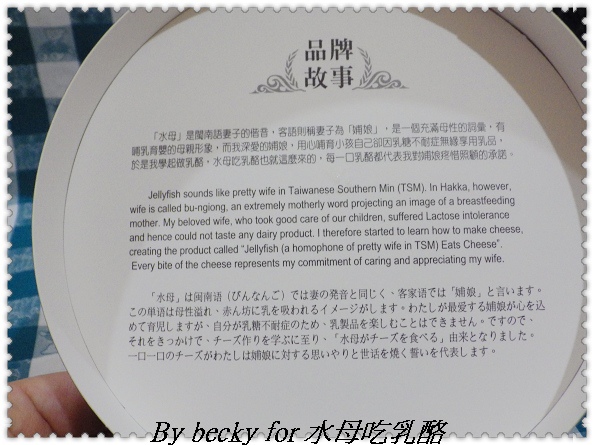 品牌
故事
「水母」是閩南語妻子的偕音，客語則稱妻子為「哺娘」，是一個充滿母性的詞彙，有
哺乳育嬰的母親形象，而我深愛的哺娘，用心哺育小孩自己卻因乳糖不耐症無緣享用乳品，
於是我學起做乳酪，水母吃乳酪也就這麼來的，每一口乳酪都代表我對哺娘疼惜照顧的承諾。
Jellyfish sounds like pretty wife in Taiwanese Southern Min (TSM). In Hakka, however,
wife is called bu-ngiong, an extremely motherly word projecting an image of a breastfeeding
mother. My beloved wife, who took good care of our children, suffered Lactose intolerance
and hence could not taste any dairy product. I therefore started to learn how to make cheese,
creating the product called "Jellyfish (a homophone of pretty wife in TSM) Eats Cheese".
Every bite of the cheese represents my commitment of caring and appreciating my wife.
「水母」は閩南语（びんなんご）では妻の発音と同じく、客家语では「哺娘」と言います。
この単语は母性溢れ、赤ん坊に乳を吸われるイメージがします。わたしが最愛する哺娘が心を込
めて育児しますが、自分が乳糖不耐症のため、乳製品を楽しむことはできません。ですので、
それをきっかけで、チーズ作りを学ぶに至り、「水母がチーズを食べる」由来となりました。
一口一口のチーズがわたしは哺娘に対する思いやりと世话を焼く誓いを代表します。
By becky for 水母吃乳酪